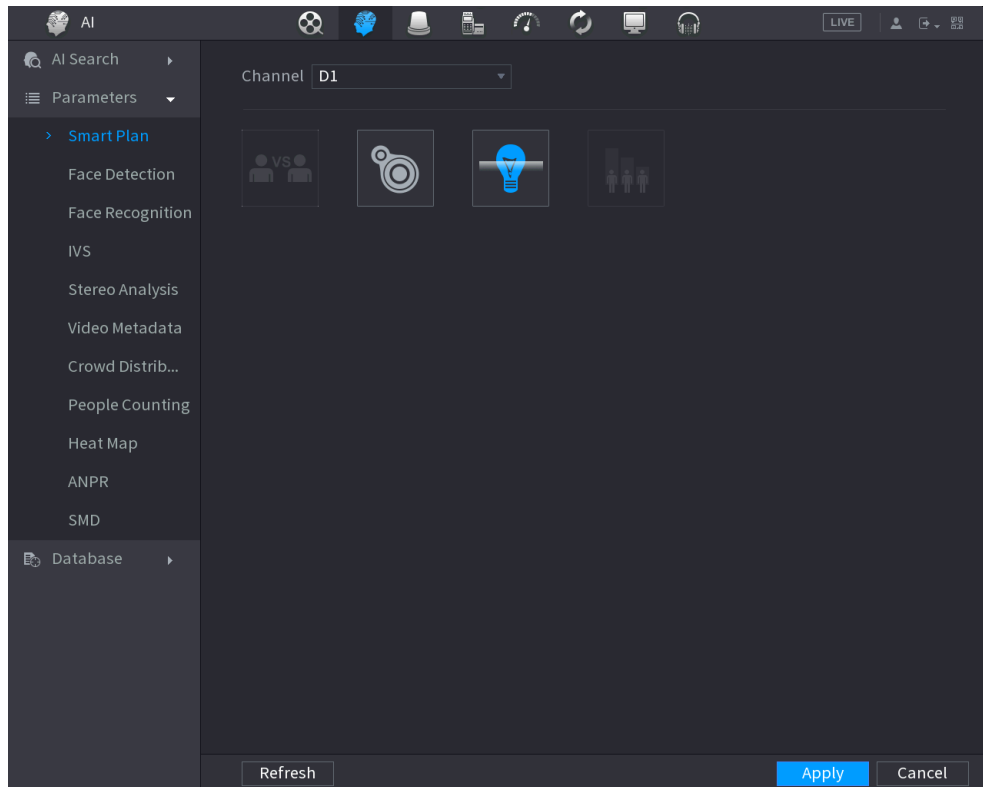 AI
LIVE
AI Search
Parameters
Smart Plan
Face Detection
Face Recognition
IVS
Stereo Analysis
Video Metadata
Crowd Distrib...
People Counting
Heat Map
ANPR
SMD
Database
Channel D1
VS
Refresh
Apply
Cancel